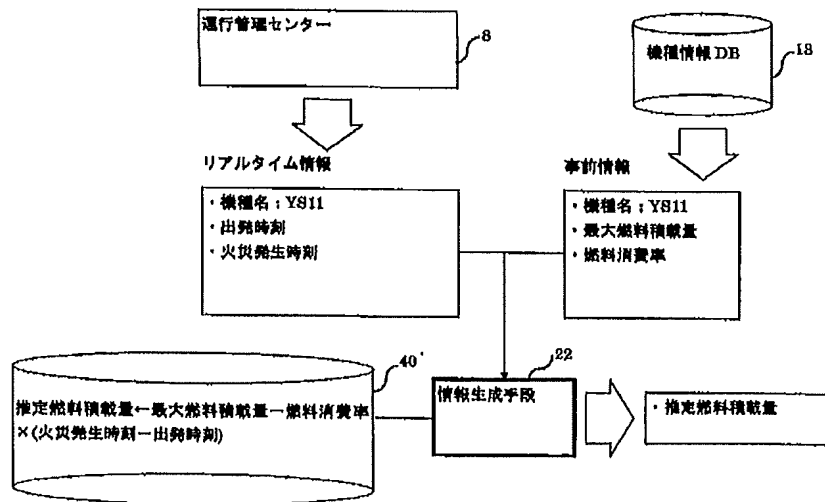 運行管理センター
8
機種情報DB
18
リアルタイム情報
・機種名；YS11
・出発時刻
・火災発生時刻
事前情報
・機種名；YS11
・最大燃料積載量
・燃料消費率
40'
推定燃料積載量←最大燃料積載量－燃料消費率
×(火災発生時刻－出発時刻)
22
情報生成手段
・推定燃料積載量